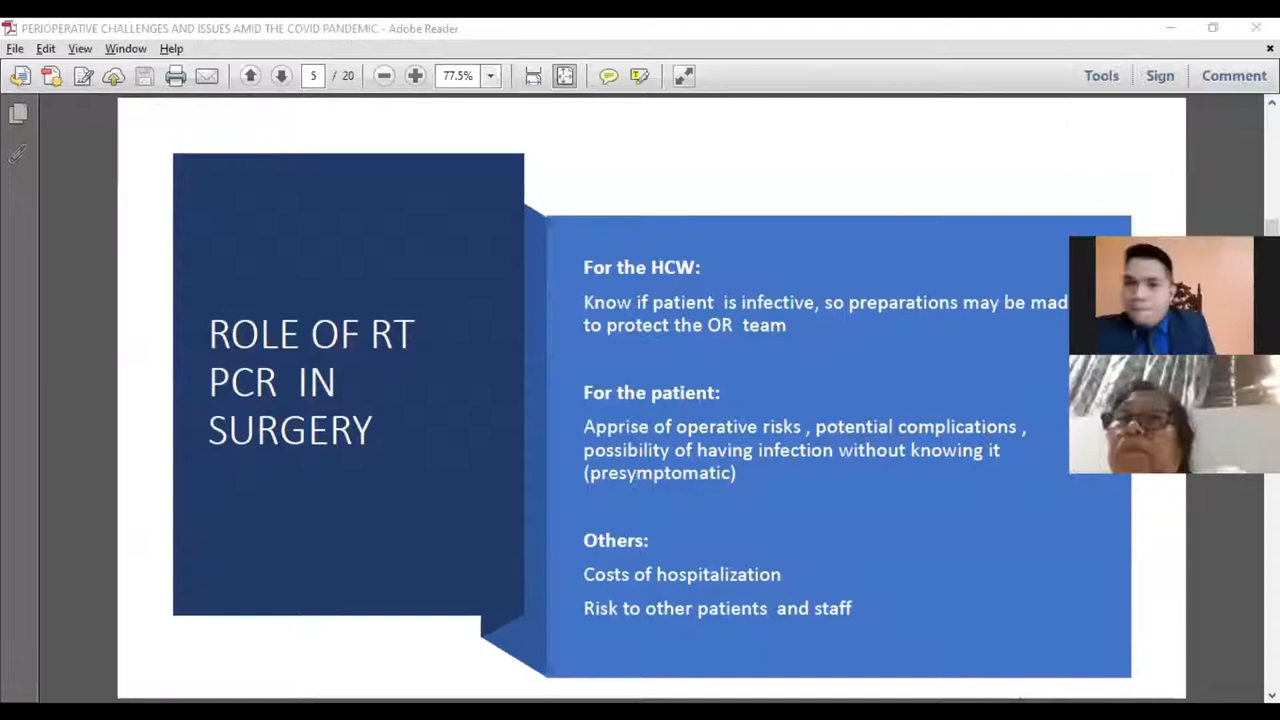 PERIOPERATIVE CHALLENGES AND ISSUES AMID THE COVID PANDEMIC - Adobe Reader
File Edit View Window Help
5 / 20
77.5%
Tools Sign Comment
ROLE OF RT
PCR IN
SURGERY
For the HCW:
Know if patient is infective, so preparations may be mad
to protect the OR team
For the patient:
Apprise of operative risks , potential complications ,
possibility of having infection without knowing it
(presymptomatic)
Others:
Costs of hospitalization
Risk to other patients and staff